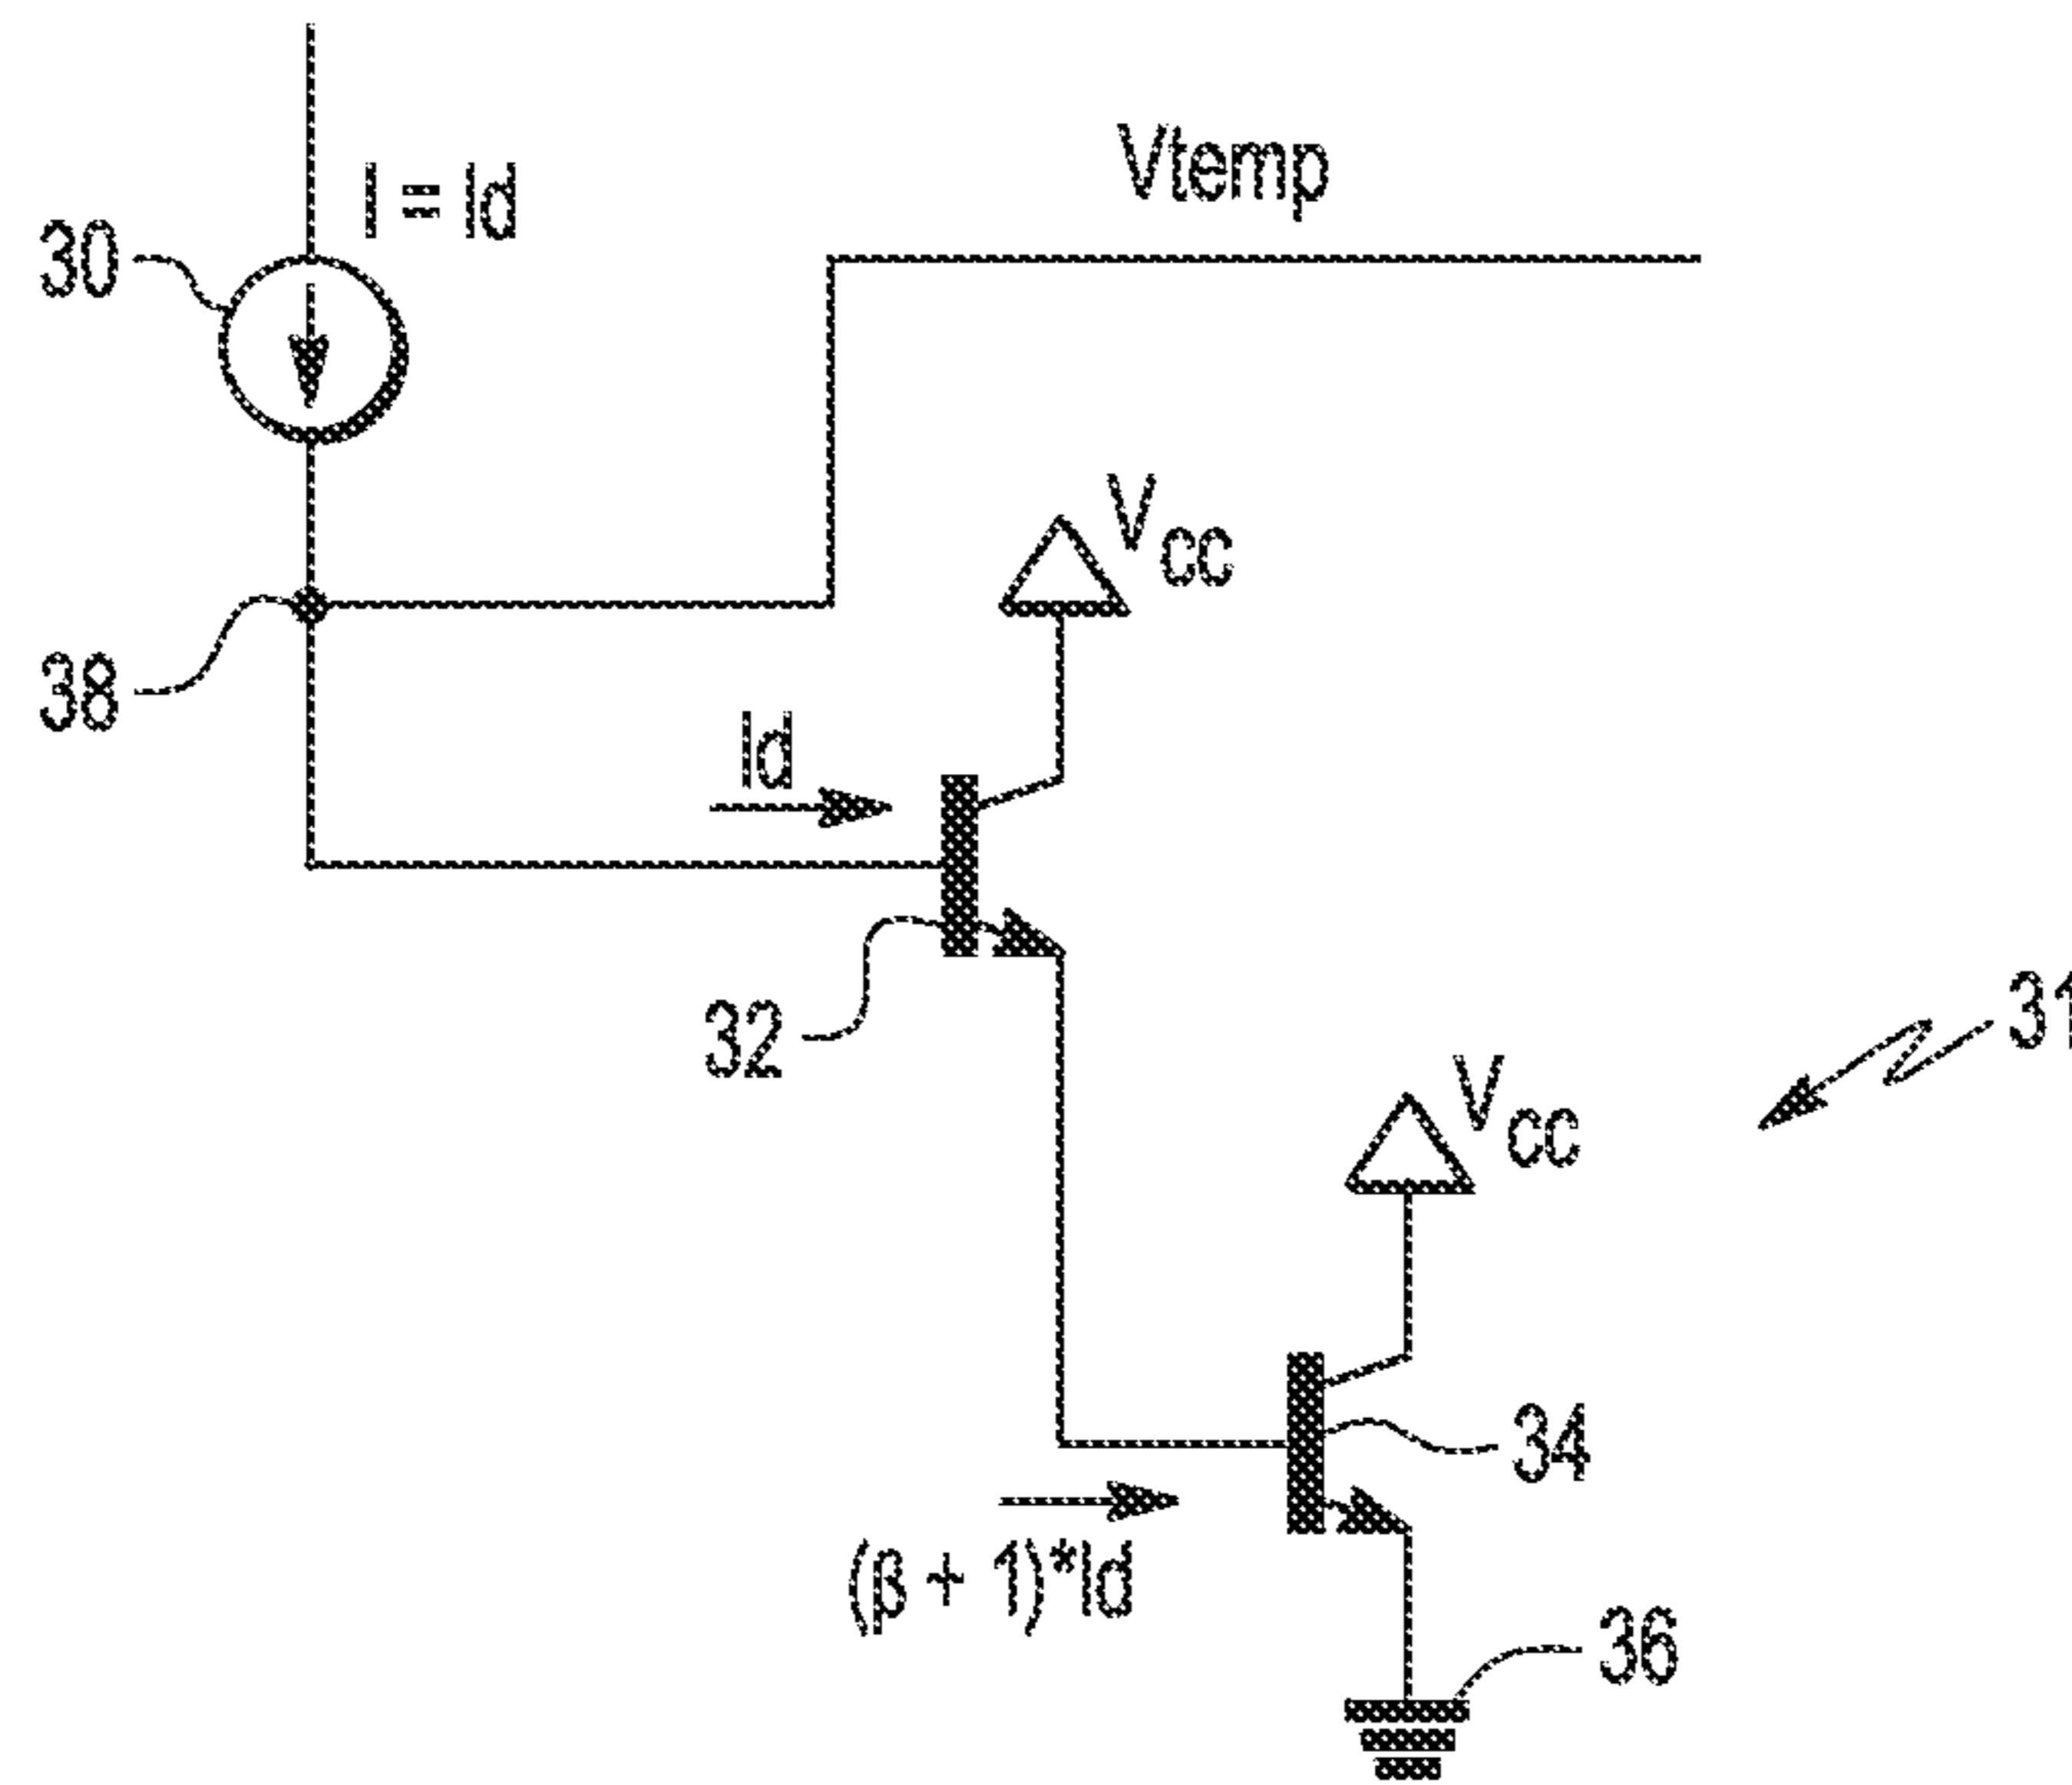 I = Id
Vtemp
30
Vcc
38
Id
32
31
Vcc
34
(β + 1)*Id
36